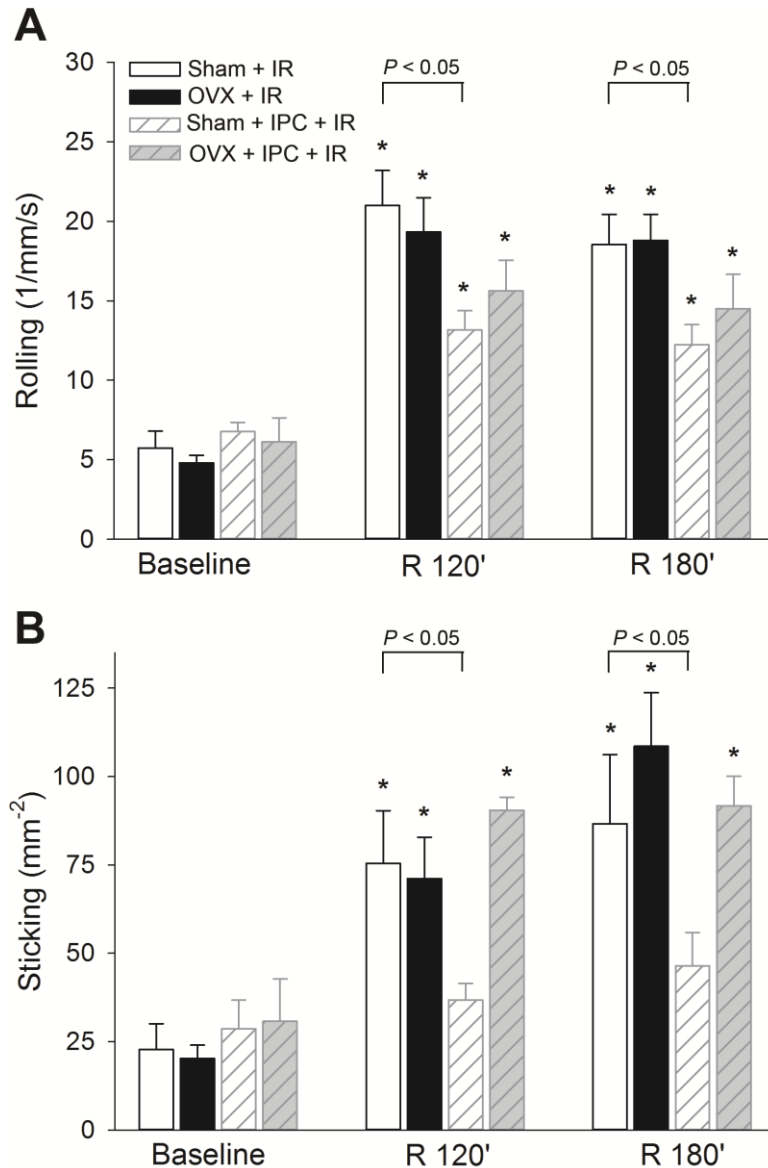 A
30
25
20
15
10
5
0
Rolling (1/mm/s)
Sham + IR
OVX + IR
Sham + IPC + IR
OVX + IPC + IR
P < 0.05
P < 0.05
* * * *
* * * *
Baseline R 120' R 180'
B
125
100
75
50
25
0
Sticking (mm⁻²)
P < 0.05
P < 0.05
* * *
* * *
Baseline R 120' R 180'